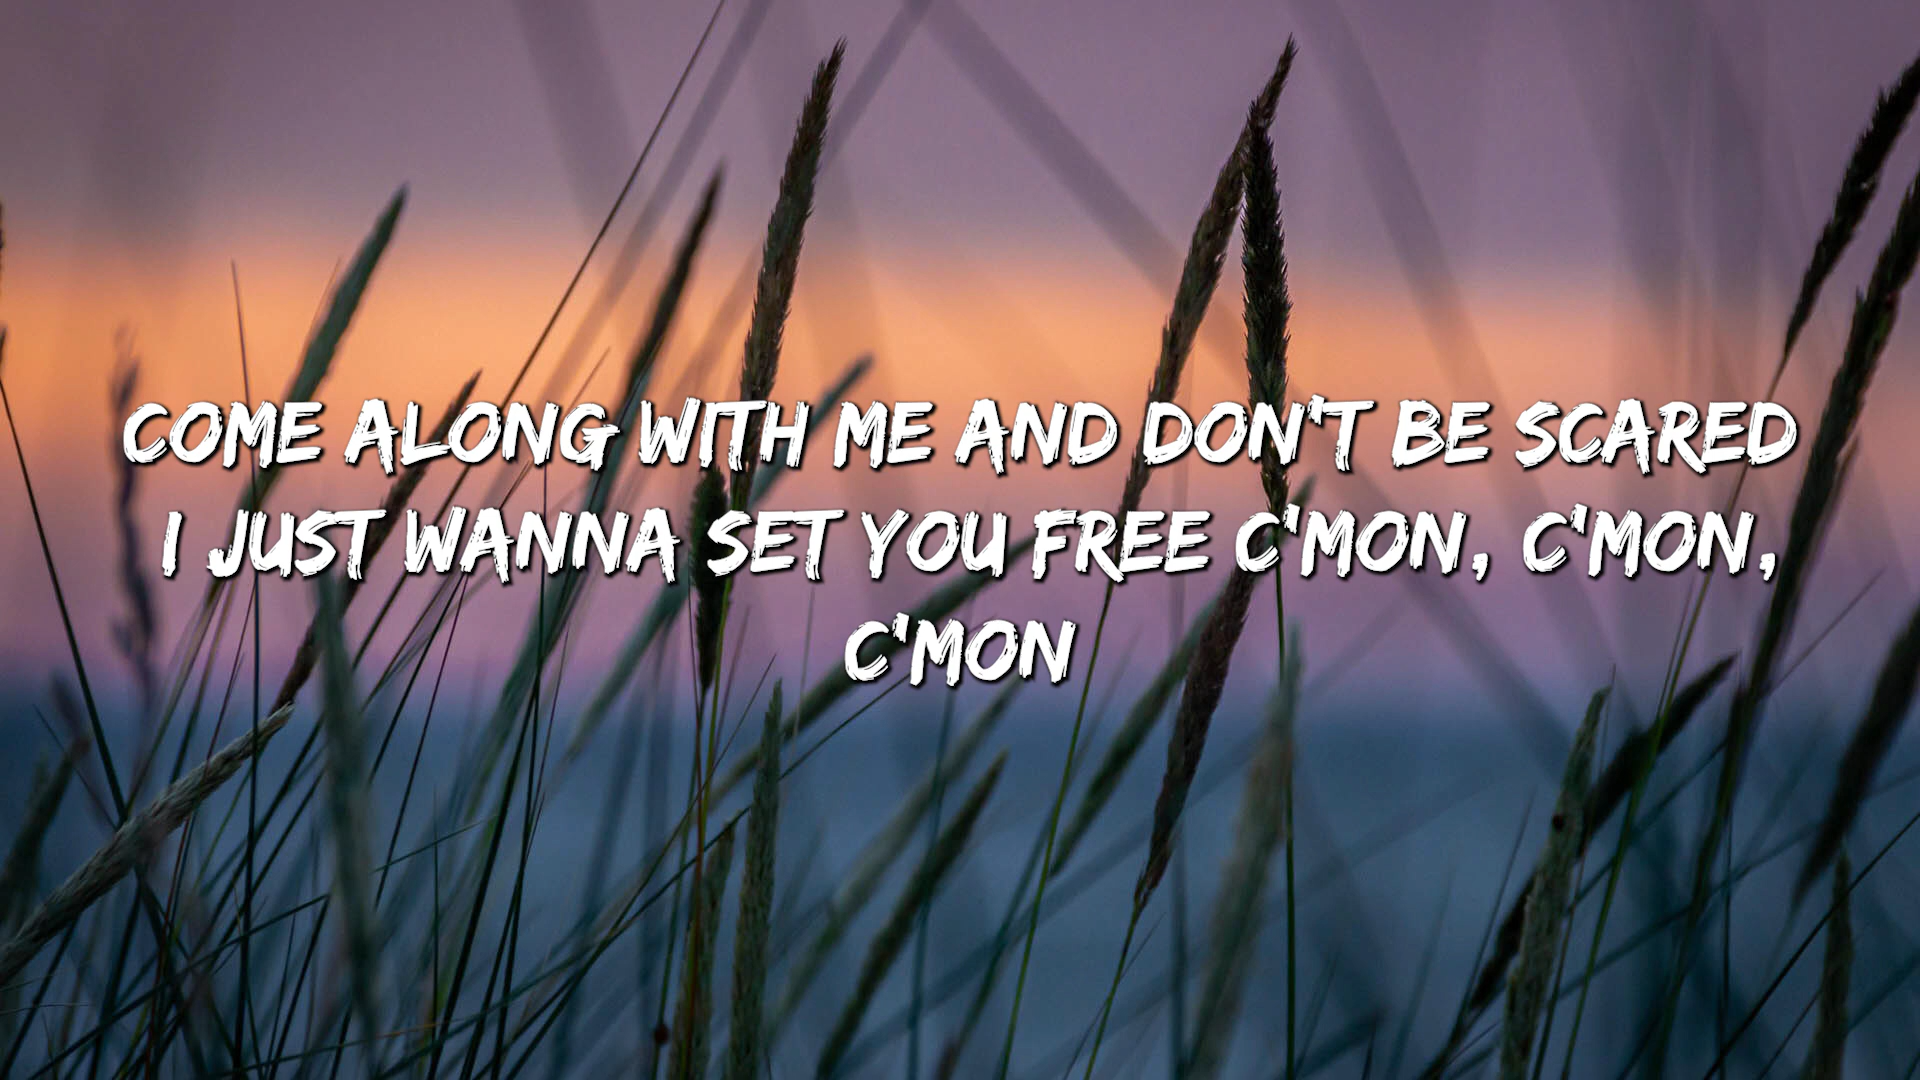 COME ALONG WITH ME AND DON'T BE SCARED
I JUST WANNA SET YOU FREE C'MON, C'MON,
C'MON